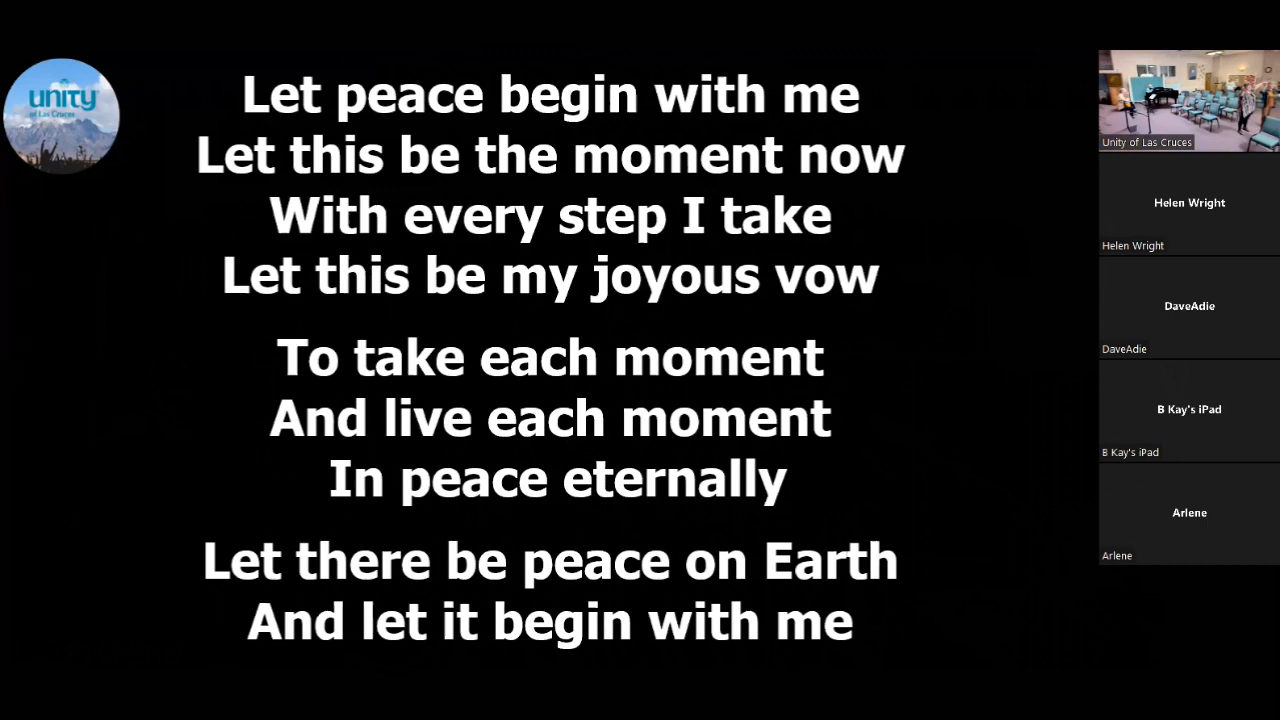 unity
of Las Cruces
Let peace begin with me
Let this be the moment now
With every step I take
Let this be my joyous vow
To take each moment
And live each moment
In peace eternally
Let there be peace on Earth
And let it begin with me
Unity of Las Cruces
Helen Wright
Helen Wright
DaveAdie
DaveAdie
B Kay's iPad
B Kay's iPad
Arlene
Arlene